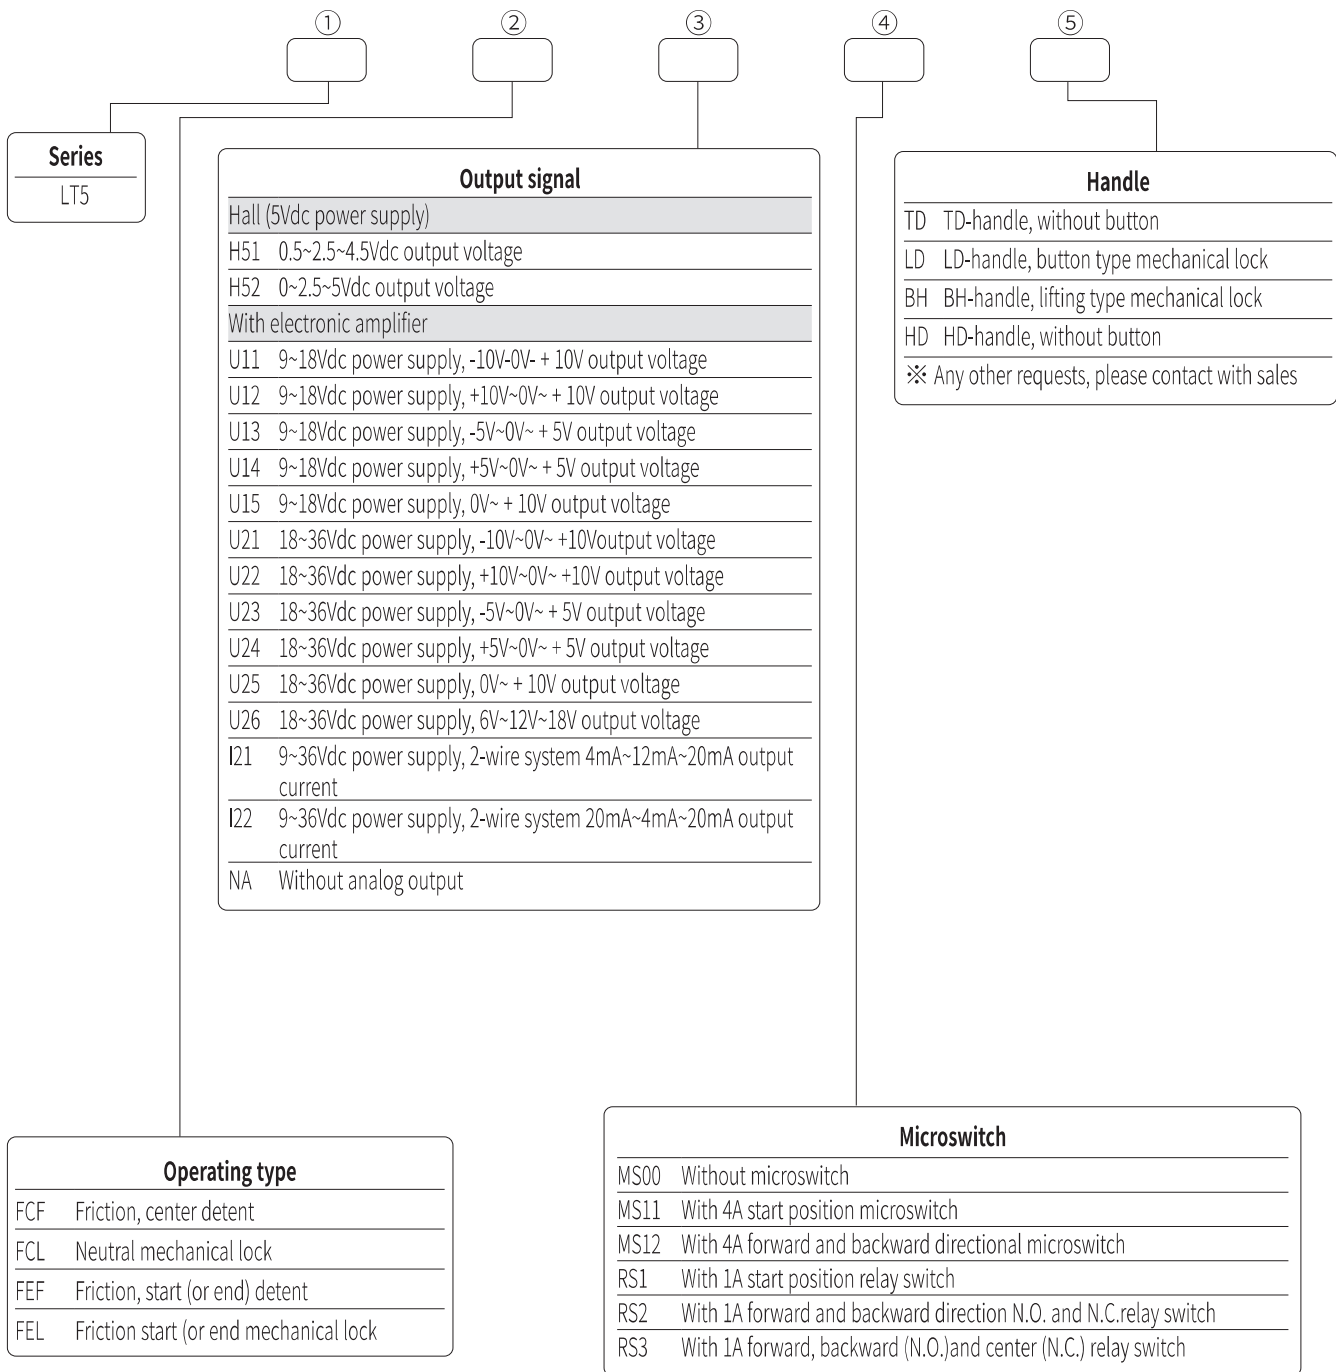 ① ② ③ ④ ⑤
Series
LT5
Output signal
Hall (5Vdc power supply)
H51 0.5~2.5~4.5Vdc output voltage
H52 0~2.5~5Vdc output voltage
With electronic amplifier
U11 9~18Vdc power supply, -10V-0V- + 10V output voltage
U12 9~18Vdc power supply, +10V~0V~ + 10V output voltage
U13 9~18Vdc power supply, -5V~0V~ + 5V output voltage
U14 9~18Vdc power supply, +5V~0V~ + 5V output voltage
U15 9~18Vdc power supply, 0V~ + 10V output voltage
U21 18~36Vdc power supply, -10V~0V~ +10Voutput voltage
U22 18~36Vdc power supply, +10V~0V~ +10V output voltage
U23 18~36Vdc power supply, -5V~0V~ + 5V output voltage
U24 18~36Vdc power supply, +5V~0V~ + 5V output voltage
U25 18~36Vdc power supply, 0V~ + 10V output voltage
U26 18~36Vdc power supply, 6V~12V~18V output voltage
I21 9~36Vdc power supply, 2-wire system 4mA~12mA~20mA output
current
I22 9~36Vdc power supply, 2-wire system 20mA~4mA~20mA output
current
NA Without analog output
Handle
TD TD-handle, without button
LD LD-handle, button type mechanical lock
BH BH-handle, lifting type mechanical lock
HD HD-handle, without button
※ Any other requests, please contact with sales
Operating type
FCF Friction, center detent
FCL Neutral mechanical lock
FEF Friction, start (or end) detent
FEL Friction start (or end mechanical lock
Microswitch
MS00 Without microswitch
MS11 With 4A start position microswitch
MS12 With 4A forward and backward directional microswitch
RS1 With 1A start position relay switch
RS2 With 1A forward and backward direction N.O. and N.C.relay switch
RS3 With 1A forward, backward (N.O.)and center (N.C.) relay switch